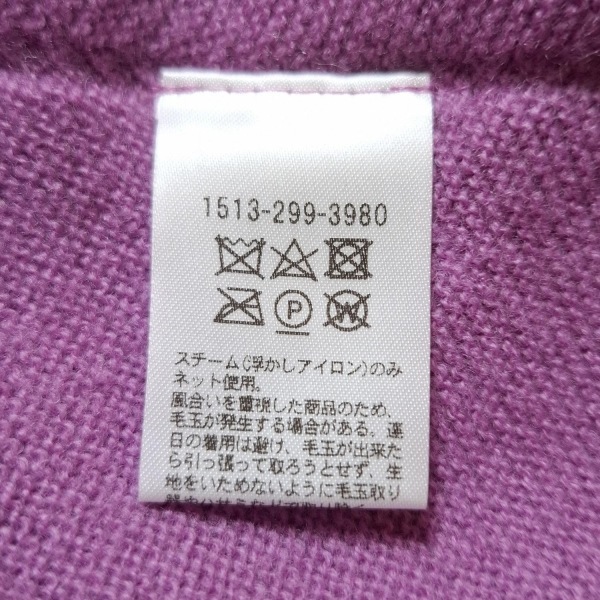 1513-299-3980
P
W
スチーム(浮かしアイロン)のみ
ネット使用。
風合いを重視した商品のため、
毛玉が発生する場合がある。連
日の着用は避け、毛玉が出来た
ら引っ張って取ろうとせず、生
地をいためないように毛玉取り